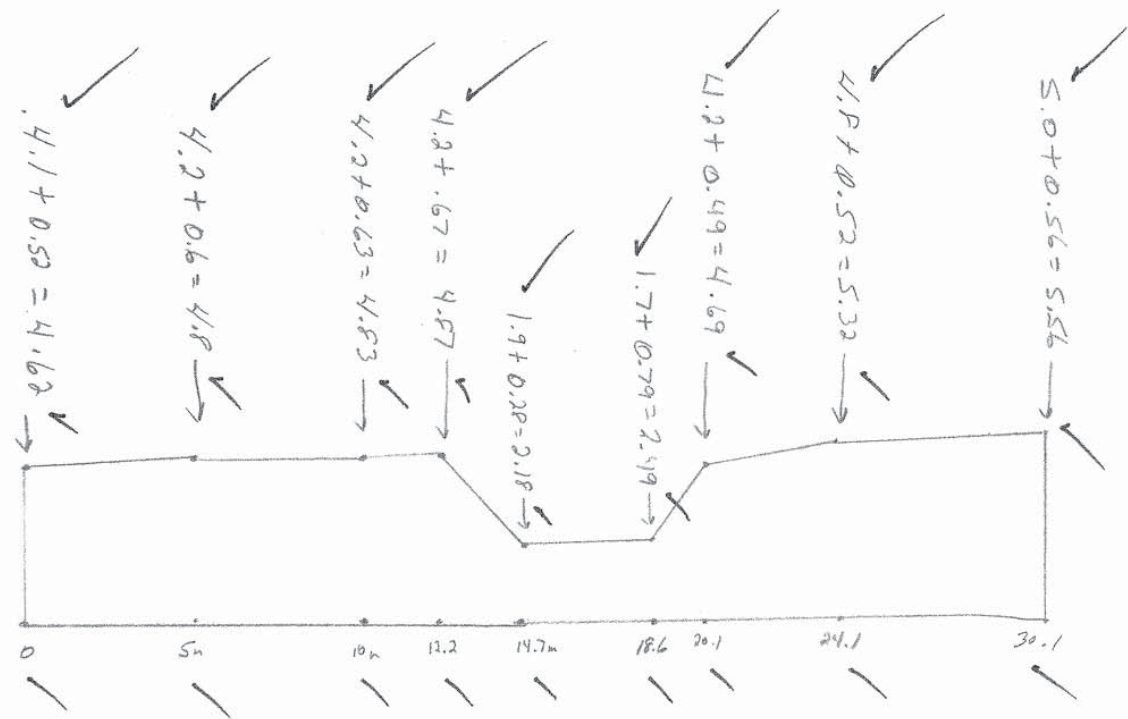 .4.1 + 0.52 = 4.62
4.2 + 0.6 = 4.8
4.2 + 0.63 = 4.83
4.2 + .67 = 4.87
1.9 + 0.28 = 2.18
1.7 + 0.79 = 2.49
4.2 + 0.49 = 4.69
4.8 + 0.52 = 5.32
5.0 + 0.56 = 5.56
0 5m 10m 12.2 14.7m 18.6 20.1 24.1 30.1